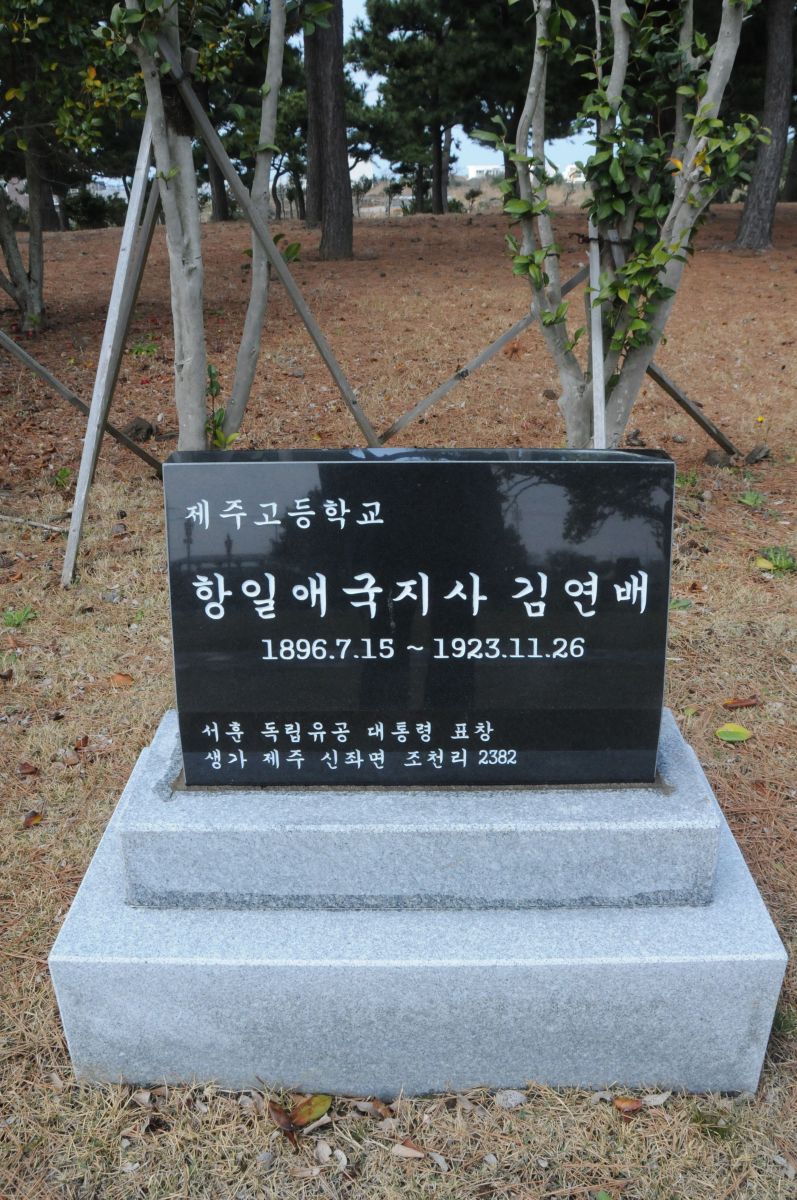 제주고등학교
항일애국지사 김연배
1896.7.15 ~ 1923.11.26
서훈 독립유공 대통령 표창
생가 제주 신좌면 조천리 2382